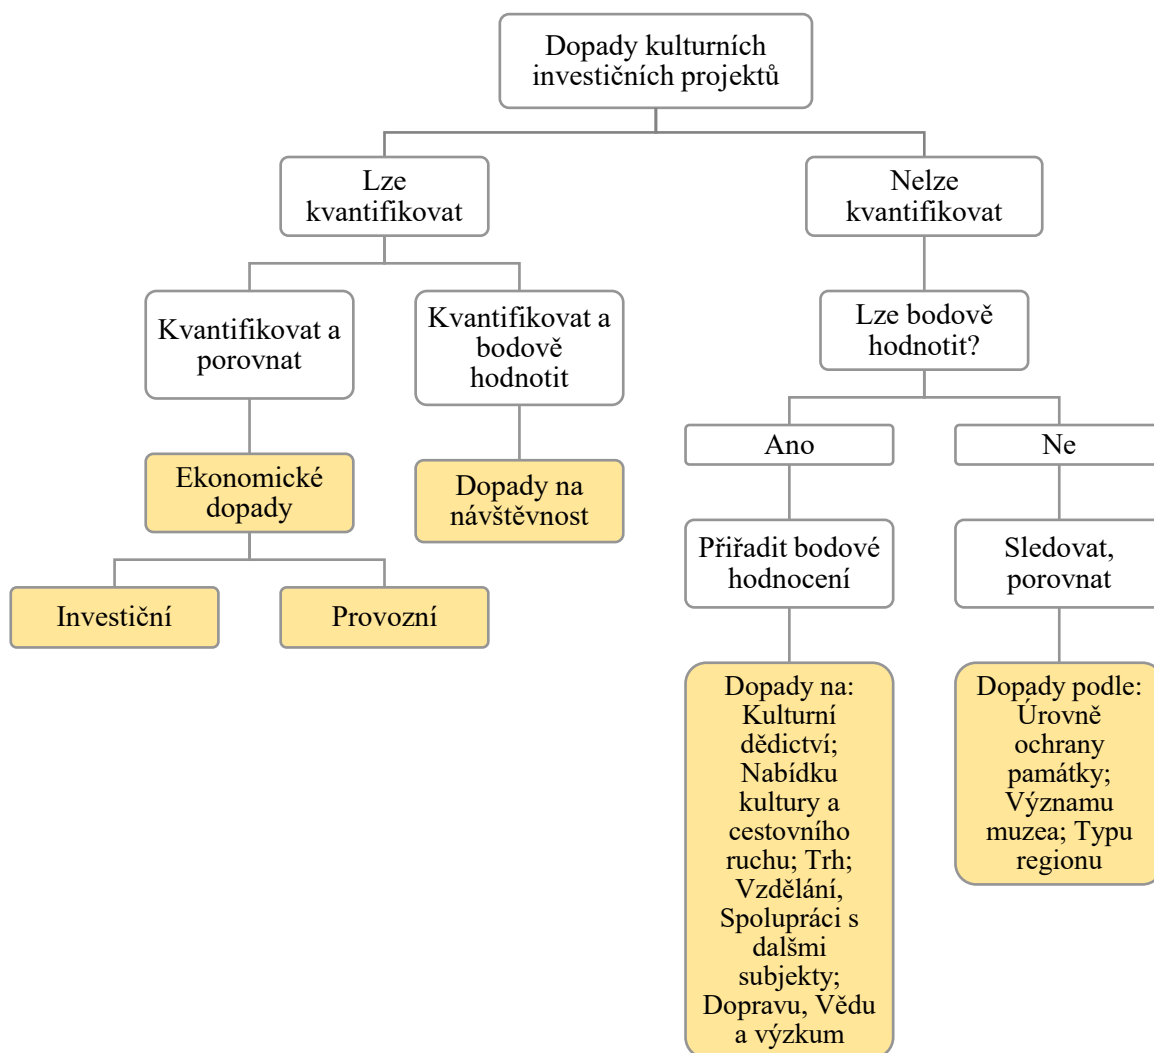 Dopady kulturních
investičních projektů
Lze
kvantifikovat
Nelze
kvantifikovat
Kvantifikovat a
porovnat
Kvantifikovat a
bodově
hodnotit
Lze bodově
hodnotit?
Ano
Ne
Ekonomické
dopady
Dopady na
návštěvnost
Přiřadit bodové
hodnocení
Sledovat,
porovnat
Investiční
Provozní
Dopady na:
Kulturní
dědictví;
Nabídku
kultury a
cestovního
ruchu; Trh;
Vzdělání,
Spolupráci s
dalšmi
subjekty;
Dopravu, Vědu
a výzkum
Dopady podle:
Úrovně
ochrany
památky;
Významu
muzea; Typu
regionu